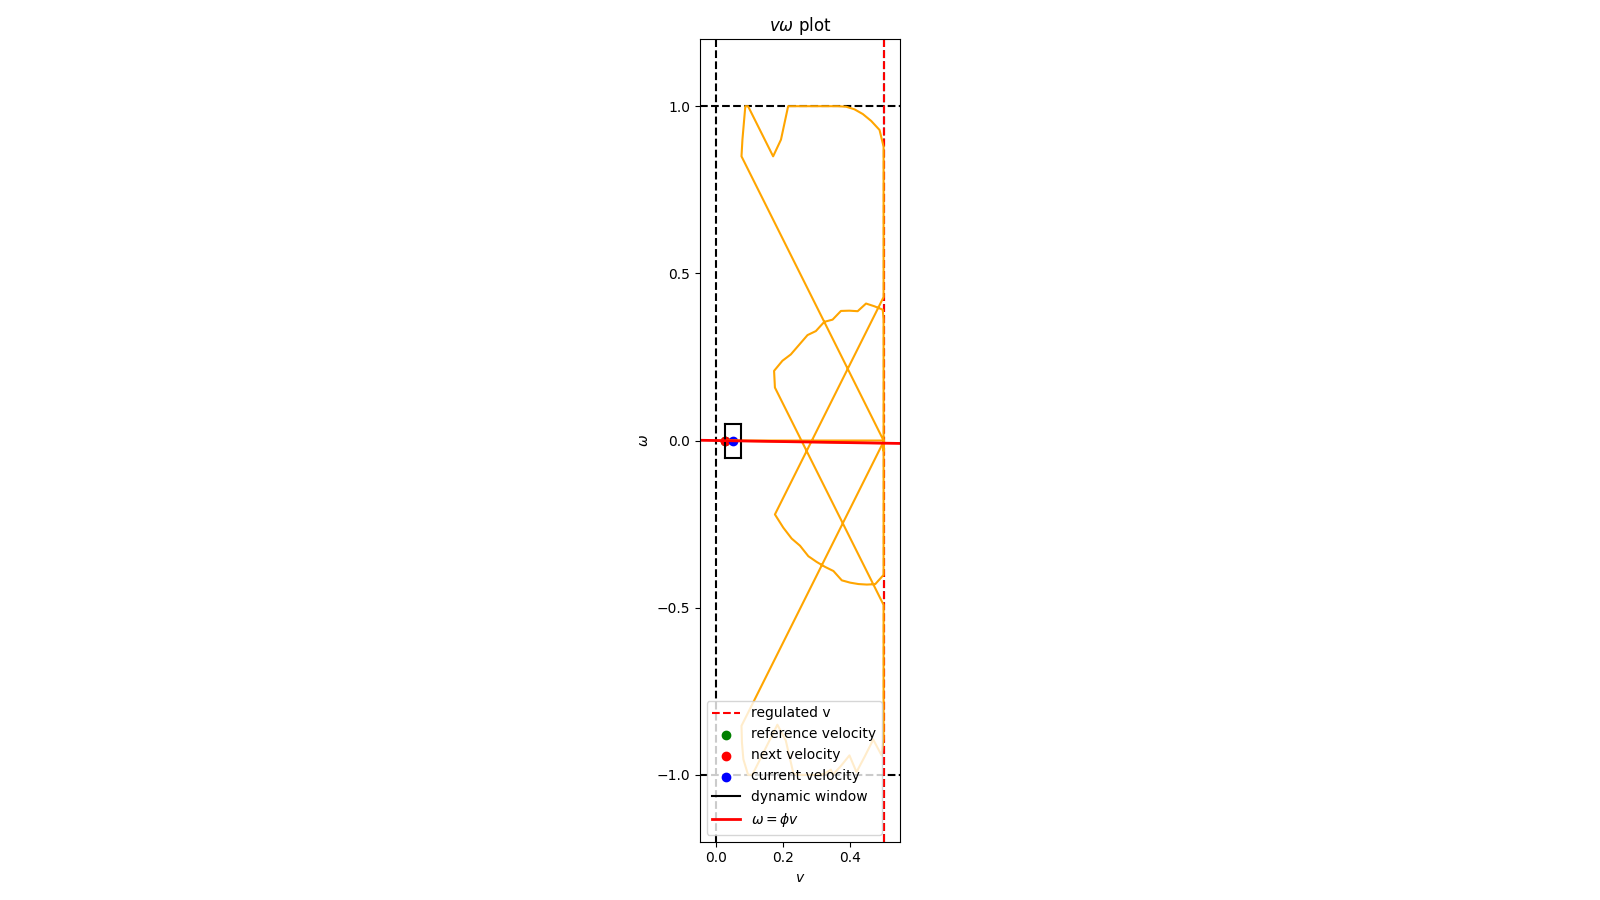 vω plot
1.0
0.5
0.0
−0.5
−1.0
ω
0.0 0.2 0.4
v
regulated v
reference velocity
next velocity
current velocity
dynamic window
ω = ϕv